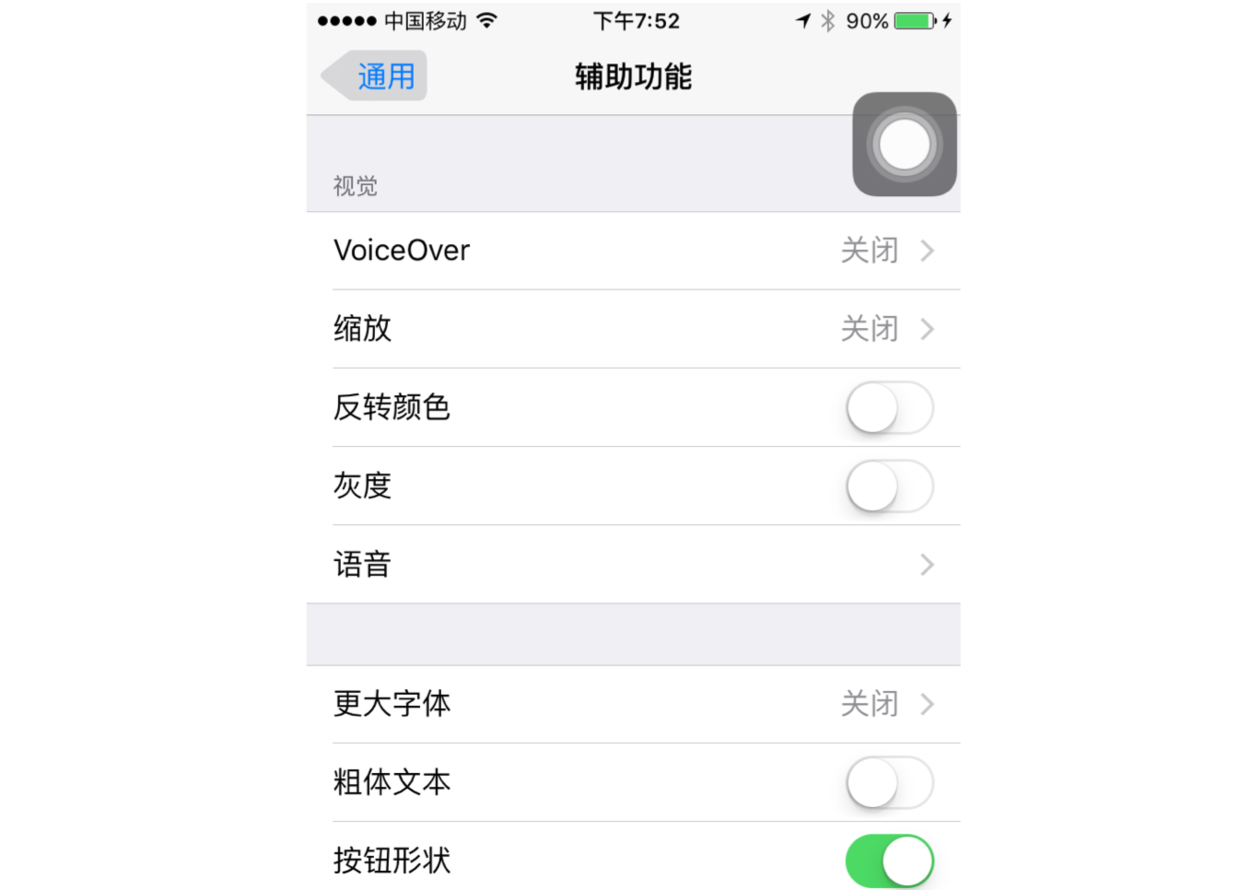 中国移动 下午7:52 90%
通用 辅助功能
视觉
VoiceOver 关闭
缩放 关闭
反转颜色
灰度
语音
更大字体 关闭
粗体文本
按钮形状